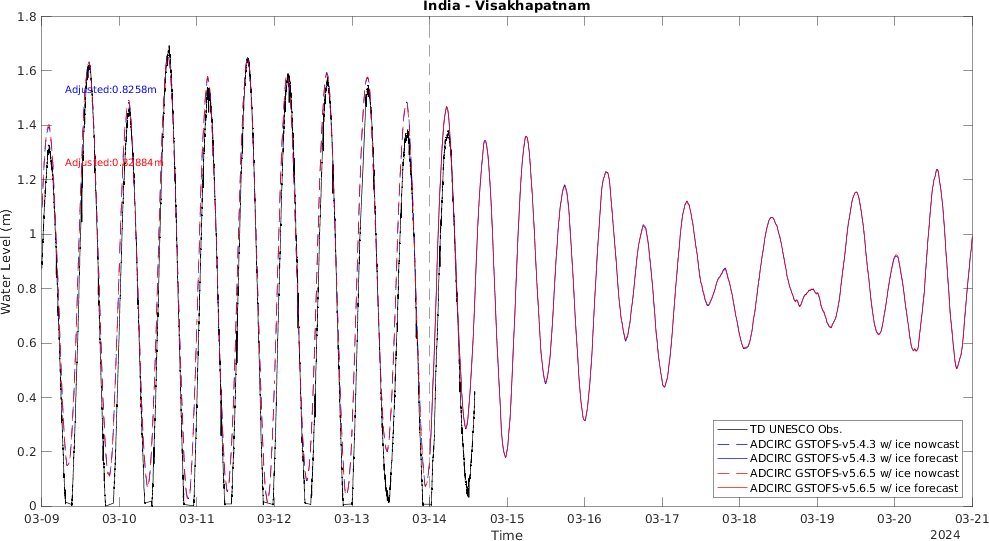 India - Visakhapatnam
1.8
1.6
1.4
1.2
1
0.8
0.6
0.4
0.2
0
Water Level (m)
Adjusted:0.8258m
Adjusted:0.82884m
TD UNESCO Obs.
ADCIRC GSTOFS-v5.4.3 w/ ice nowcast
ADCIRC GSTOFS-v5.4.3 w/ ice forecast
ADCIRC GSTOFS-v5.6.5 w/ ice nowcast
ADCIRC GSTOFS-v5.6.5 w/ ice forecast
03-09 03-10 03-11 03-12 03-13 03-14 03-15 03-16 03-17 03-18 03-19 03-20 03-21
Time
2024